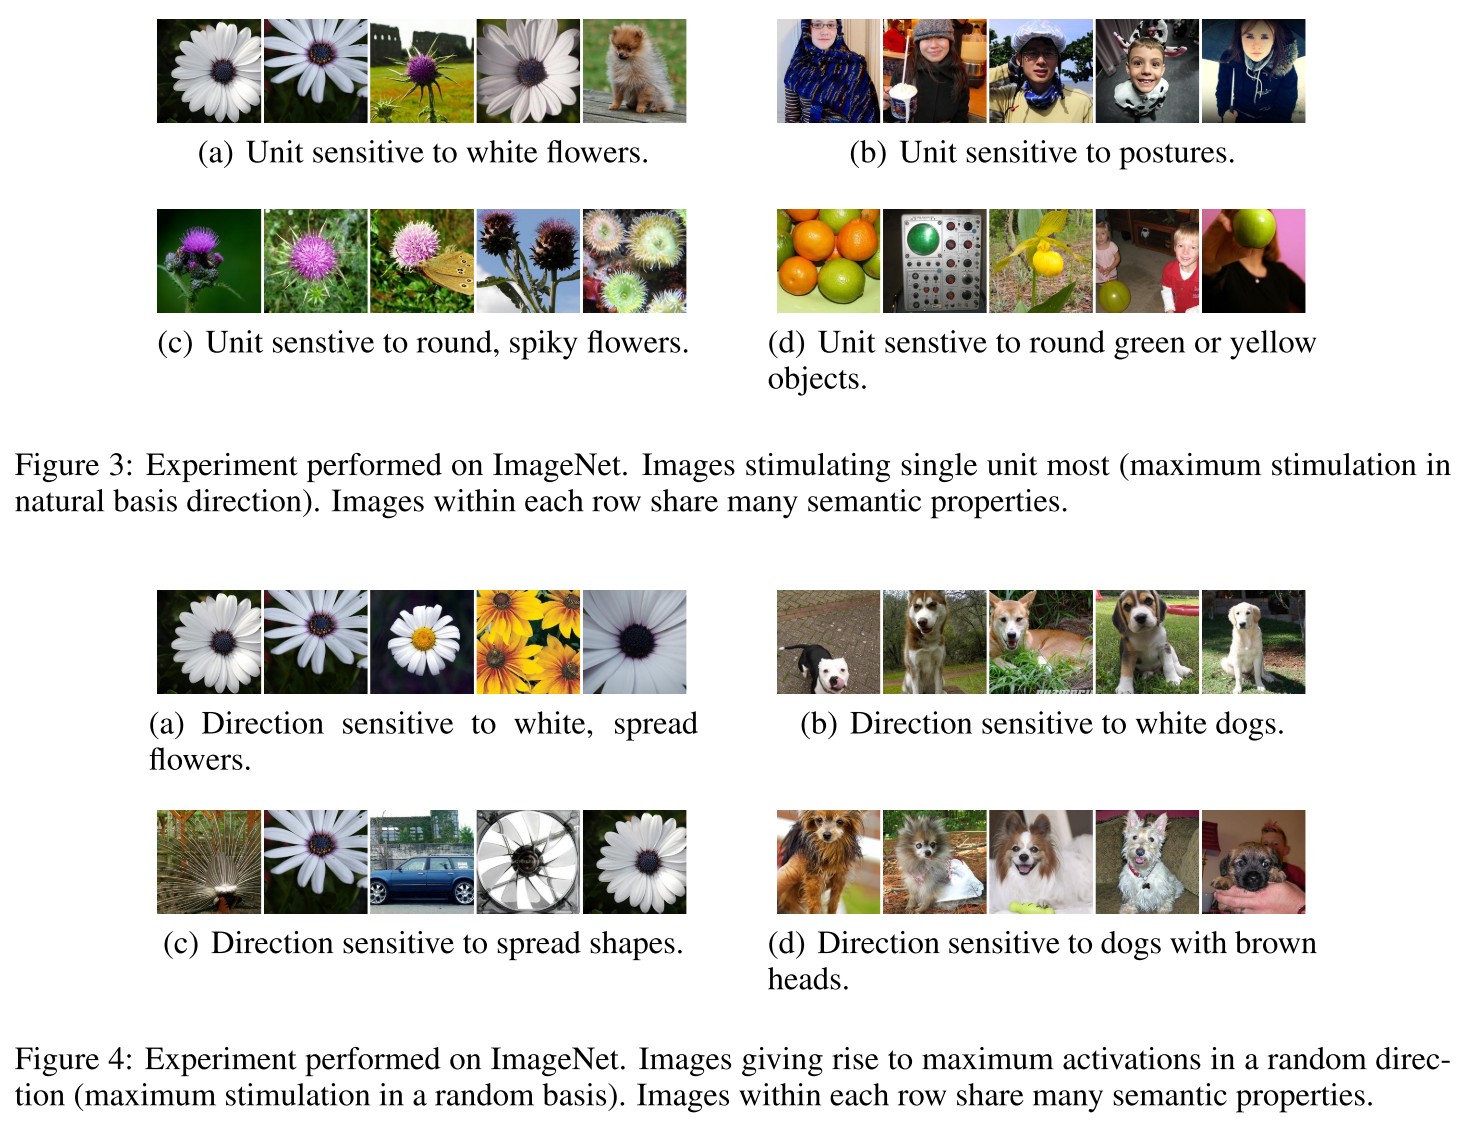 (a) Unit sensitive to white flowers.
(b) Unit sensitive to postures.
(c) Unit senstive to round, spiky flowers.
(d) Unit senstive to round green or yellow
objects.
Figure 3: Experiment performed on ImageNet. Images stimulating single unit most (maximum stimulation in
natural basis direction). Images within each row share many semantic properties.
(a) Direction sensitive to white, spread
flowers.
(b) Direction sensitive to white dogs.
(c) Direction sensitive to spread shapes.
(d) Direction sensitive to dogs with brown
heads.
Figure 4: Experiment performed on ImageNet. Images giving rise to maximum activations in a random direc-
tion (maximum stimulation in a random basis). Images within each row share many semantic properties.